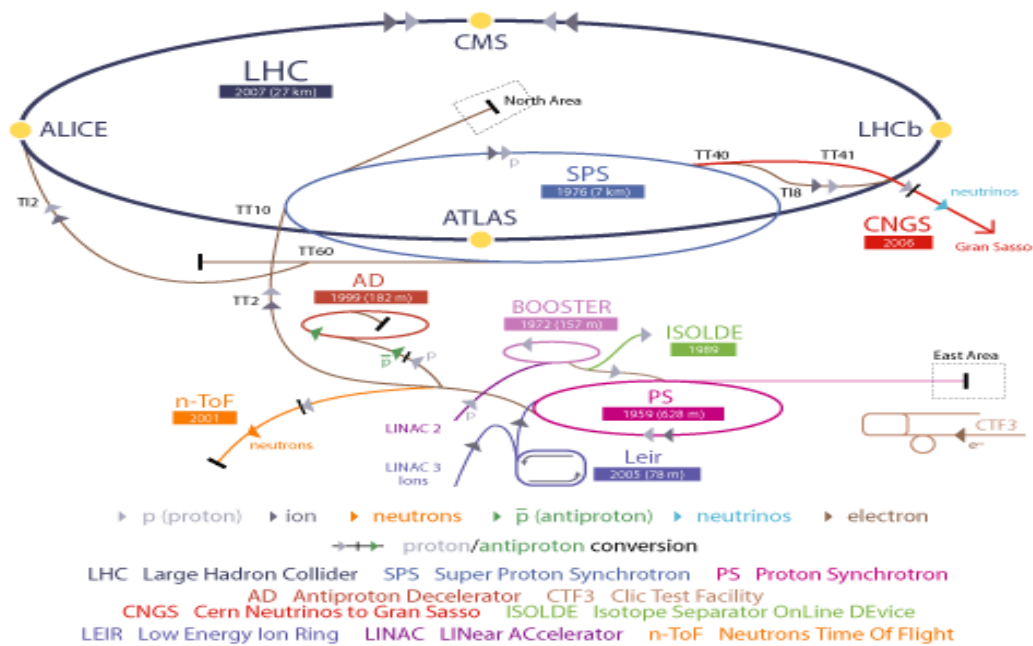 CMS
LHC
2007 (27 km)
North Area
ALICE
LHCb
TT40
TT41
p
SPS
1976 (7 km)
TI8
neutrinos
TI2
TT10
ATLAS
CNGS
2006
Gran Sasso
TT60
AD
1999 (182 m)
TT2
BOOSTER
1972 (157 m)
ISOLDE
1989
p
p̅
East Area
n-ToF
2001
PS
1959 (628 m)
neutrons
LINAC 2
p
CTF3
e-
LINAC 3
Ions
Leir
2005 (78 m)
p (proton) ion neutrons p̅ (antiproton) neutrinos electron
proton/antiproton conversion
LHC Large Hadron Collider SPS Super Proton Synchrotron PS Proton Synchrotron
AD Antiproton Decelerator CTF3 Clic Test Facility
CNGS Cern Neutrinos to Gran Sasso ISOLDE Isotope Separator OnLine DEvice
LEIR Low Energy Ion Ring LINAC LINear ACcelerator n-ToF Neutrons Time Of Flight